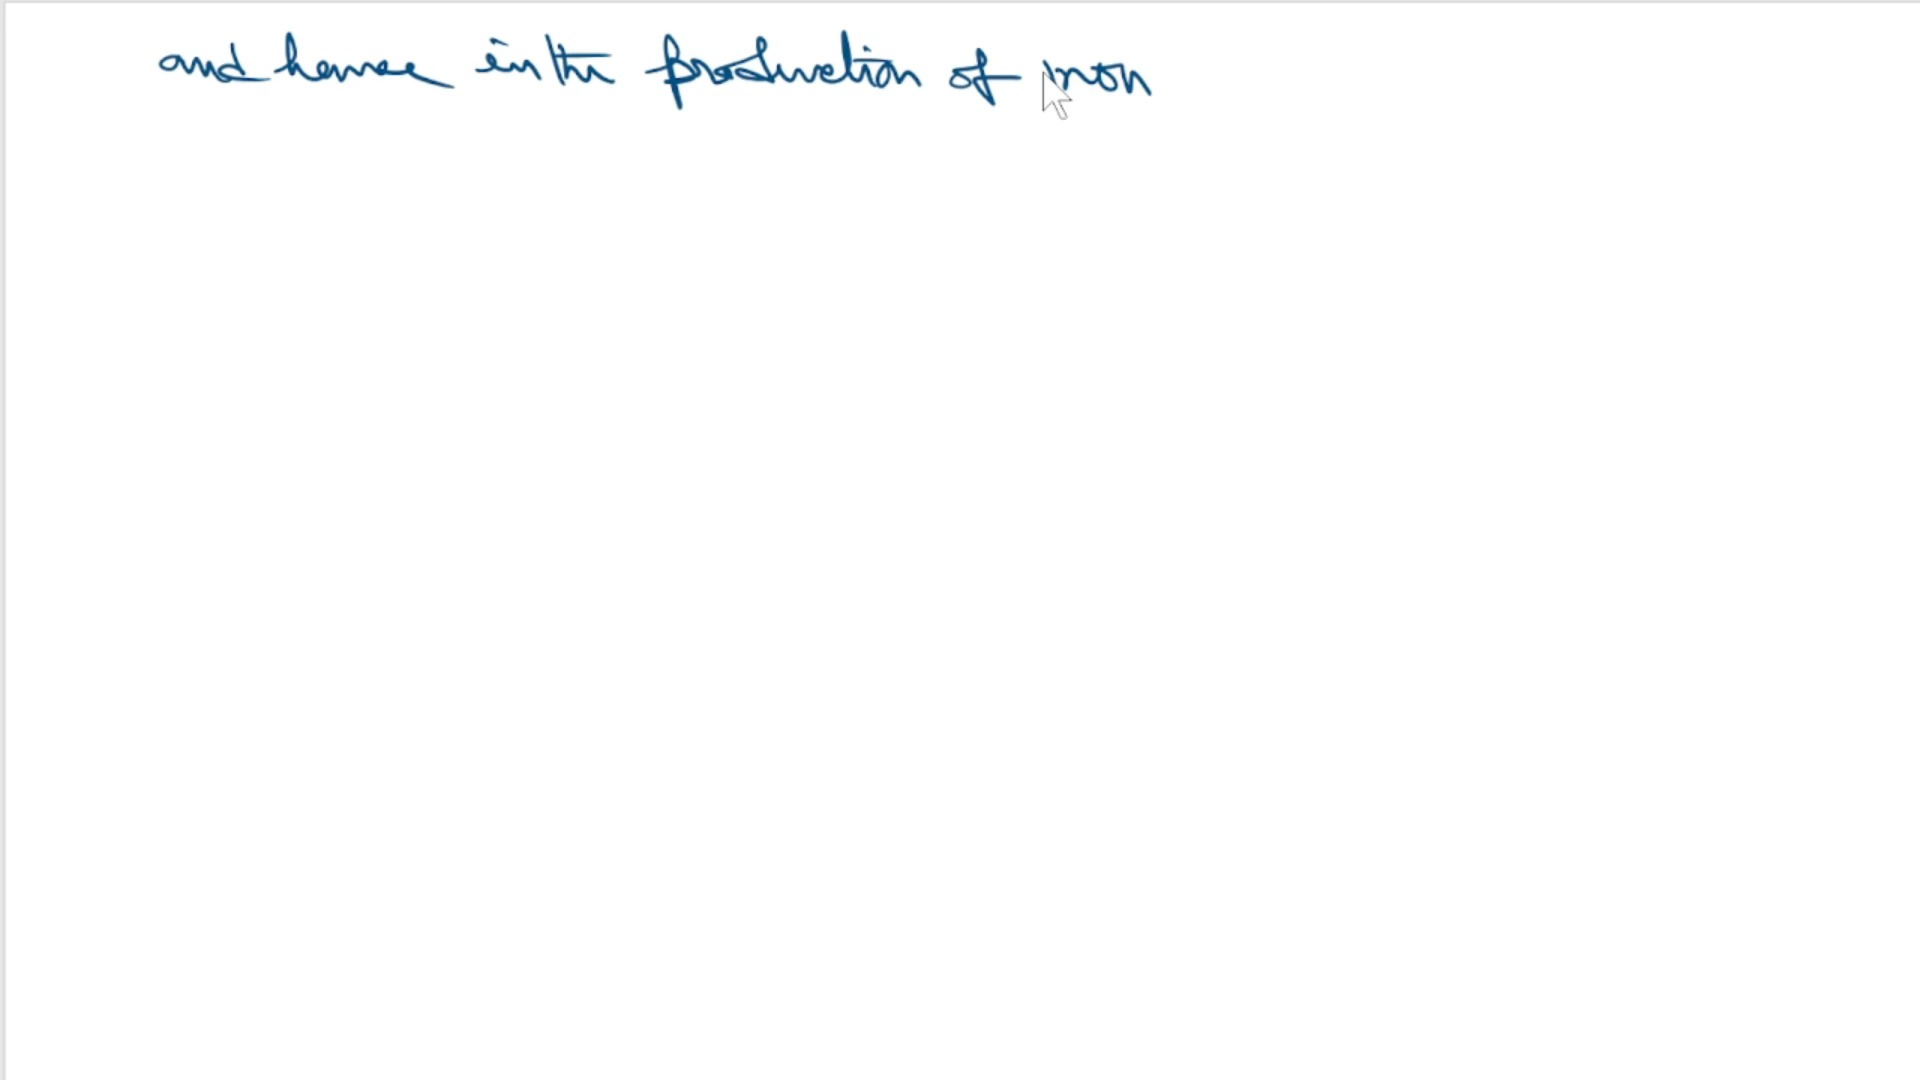 and hence in the production of iron